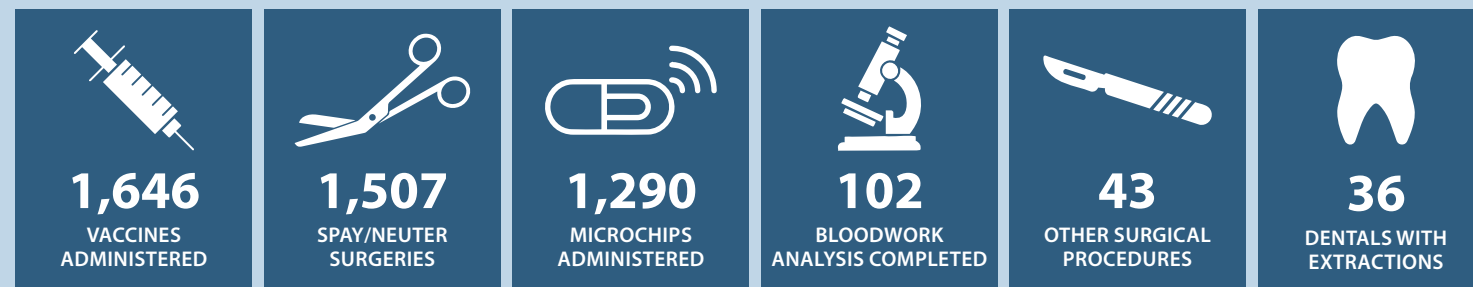 1,646
VACCINES
ADMINISTERED
1,507
SPAY/NEUTER
SURGERIES
1,290
MICROCHIPS
ADMINISTERED
102
BLOODWORK
ANALYSIS COMPLETED
43
OTHER SURGICAL
PROCEDURES
36
DENTALS WITH
EXTRACTIONS